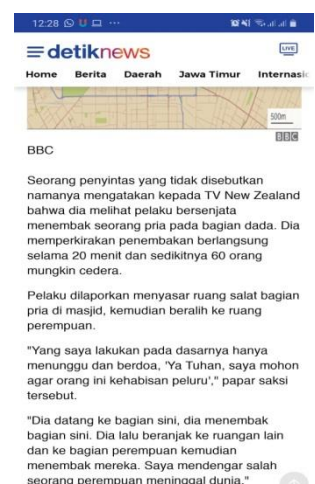 12:28
LIVE
detiknews
Home Berita Daerah Jawa Timur Internasio
500m
BBC
BBC
Seorang penyintas yang tidak disebutkan
namanya mengatakan kepada TV New Zealand
bahwa dia melihat pelaku bersenjata
menembak seorang pria pada bagian dada. Dia
memperkirakan penembakan berlangsung
selama 20 menit dan sedikitnya 60 orang
mungkin cedera.
Pelaku dilaporkan menyasar ruang salat bagian
pria di masjid, kemudian beralih ke ruang
perempuan.
"Yang saya lakukan pada dasarnya hanya
menunggu dan berdoa, 'Ya Tuhan, saya mohon
agar orang ini kehabisan peluru'," papar saksi
tersebut.
"Dia datang ke bagian sini, dia menembak
bagian sini. Dia lalu beranjak ke ruangan lain
dan ke bagian perempuan kemudian
menembak mereka. Saya mendengar salah
seorang perempuan meninggal dunia."